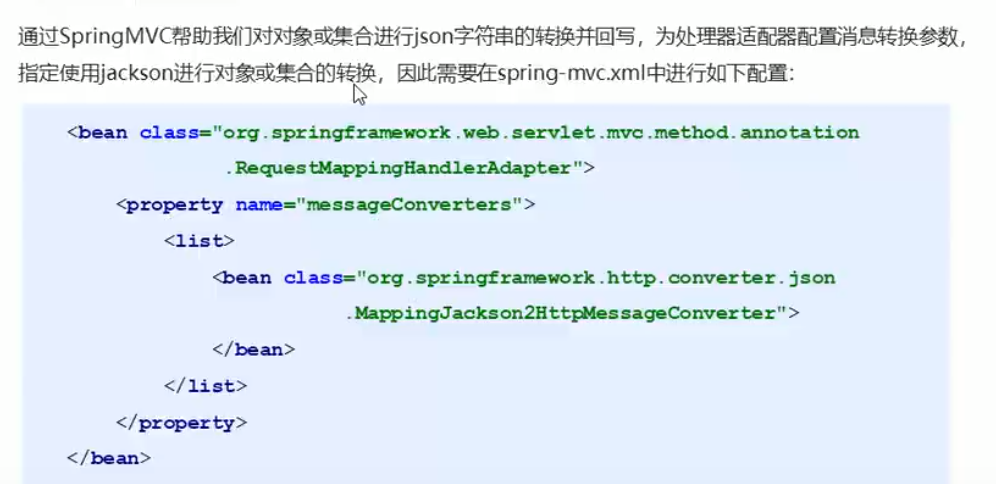 通过SpringMVC帮助我们对对象或集合进行json字符串的转换并回写，为处理器适配器配置消息转换参数，
指定使用jackson进行对象或集合的转换，因此需要在spring-mvc.xml中进行如下配置：
<bean class="org.springframework.web.servlet.mvc.method.annotation
.RequestMappingHandlerAdapter">
<property name="messageConverters">
<list>
<bean class="org.springframework.http.converter.json
.MappingJackson2HttpMessageConverter">
</bean>
</list>
</property>
</bean>